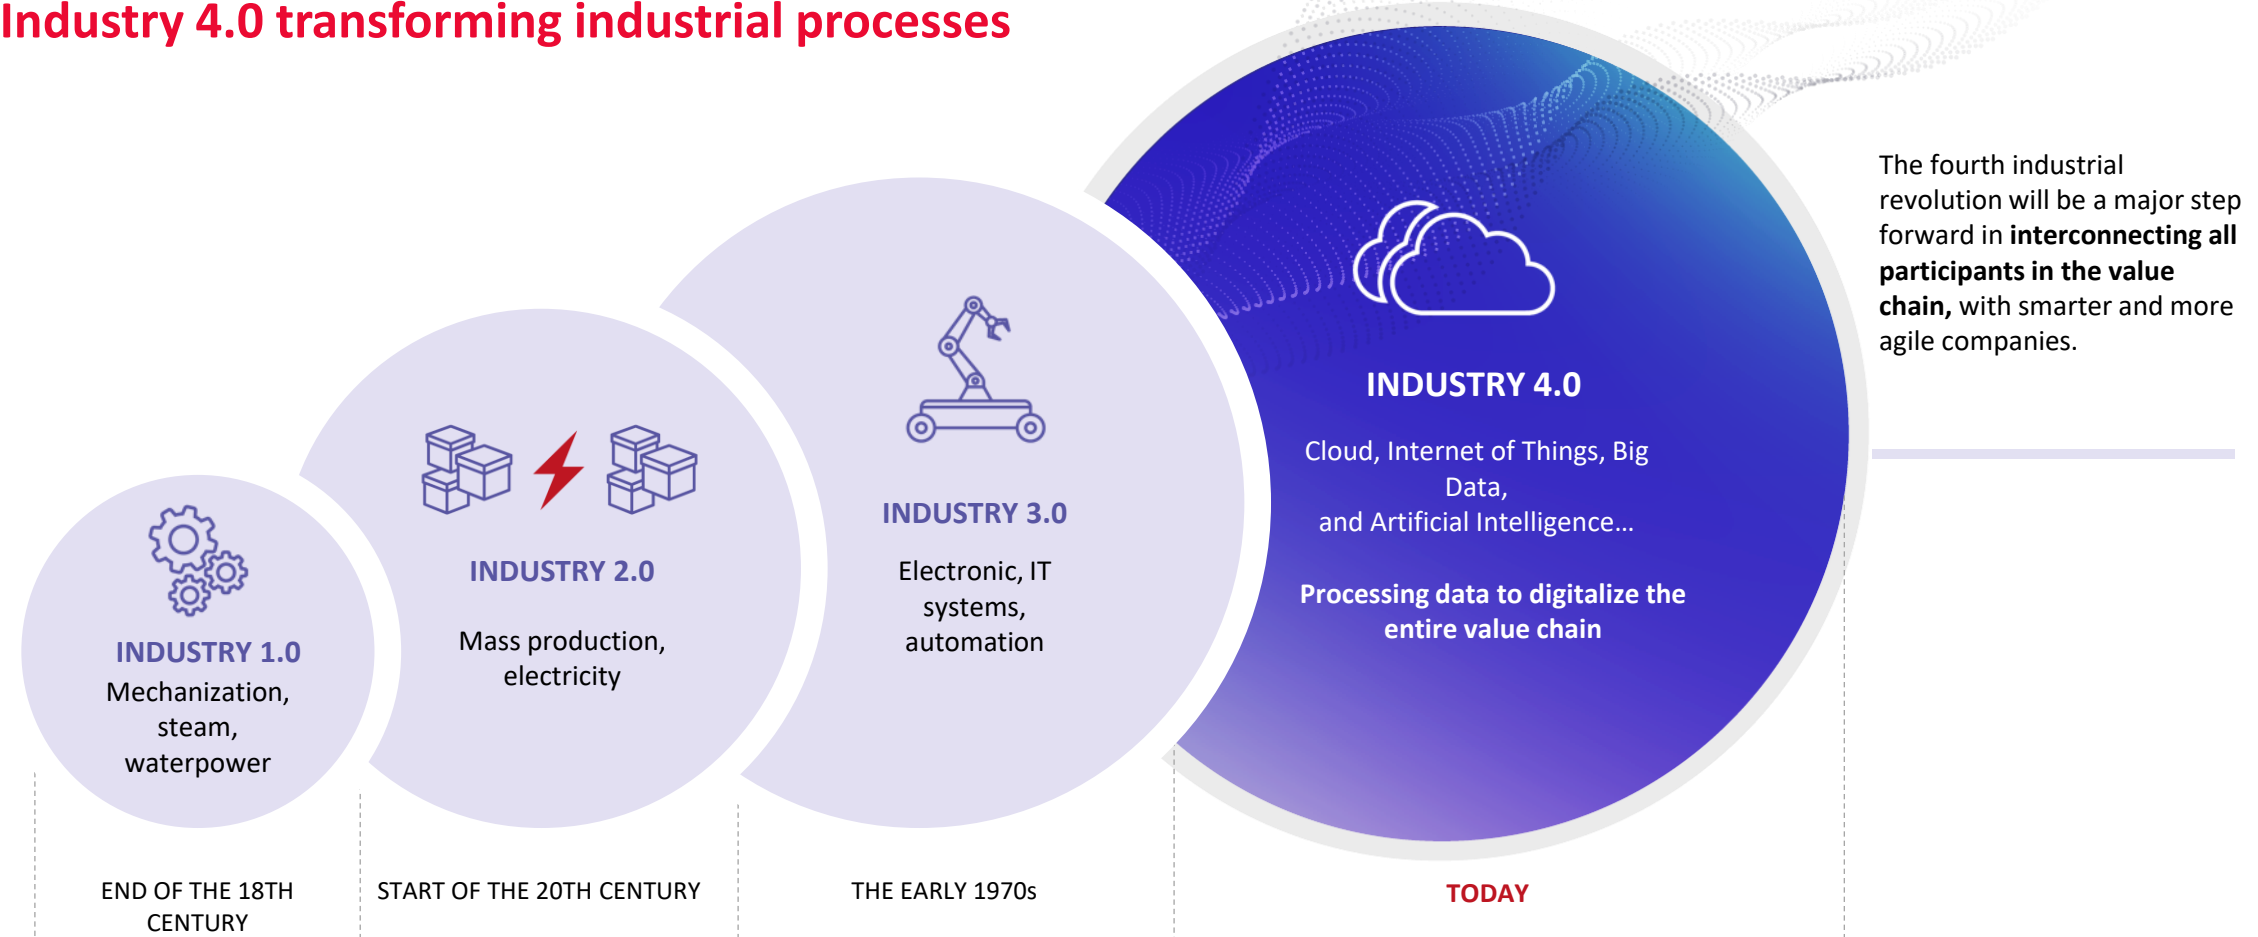 Industry 4.0 transforming industrial processes
The fourth industrial
revolution will be a major step
forward in interconnecting all
participants in the value
chain, with smarter and more
agile companies.
INDUSTRY 4.0
Cloud, Internet of Things, Big
Data,
and Artificial Intelligence...
Processing data to digitalize the
entire value chain
INDUSTRY 3.0
Electronic, IT
systems,
automation
INDUSTRY 2.0
Mass production,
electricity
INDUSTRY 1.0
Mechanization,
steam,
waterpower
END OF THE 18TH
CENTURY
START OF THE 20TH CENTURY
THE EARLY 1970s
TODAY